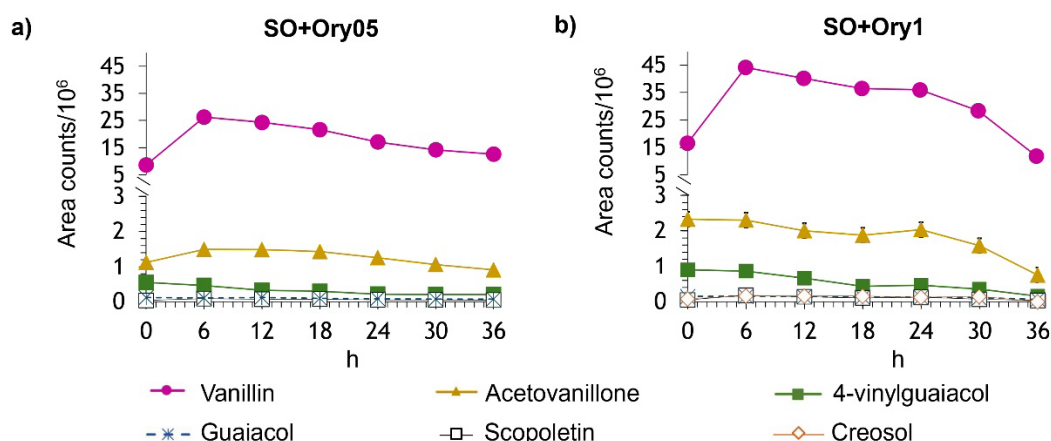 a) SO+Ory05
b) SO+Ory1
Area counts/10⁶
45
35
25
15
5
3
2
1
0
0 6 12 18 24 30 36
h
Area counts/10⁶
45
35
25
15
5
3
2
1
0
0 6 12 18 24 30 36
h
Vanillin Acetovanillone 4-vinylguaiacol
Guaiacol Scopoletin Creosol